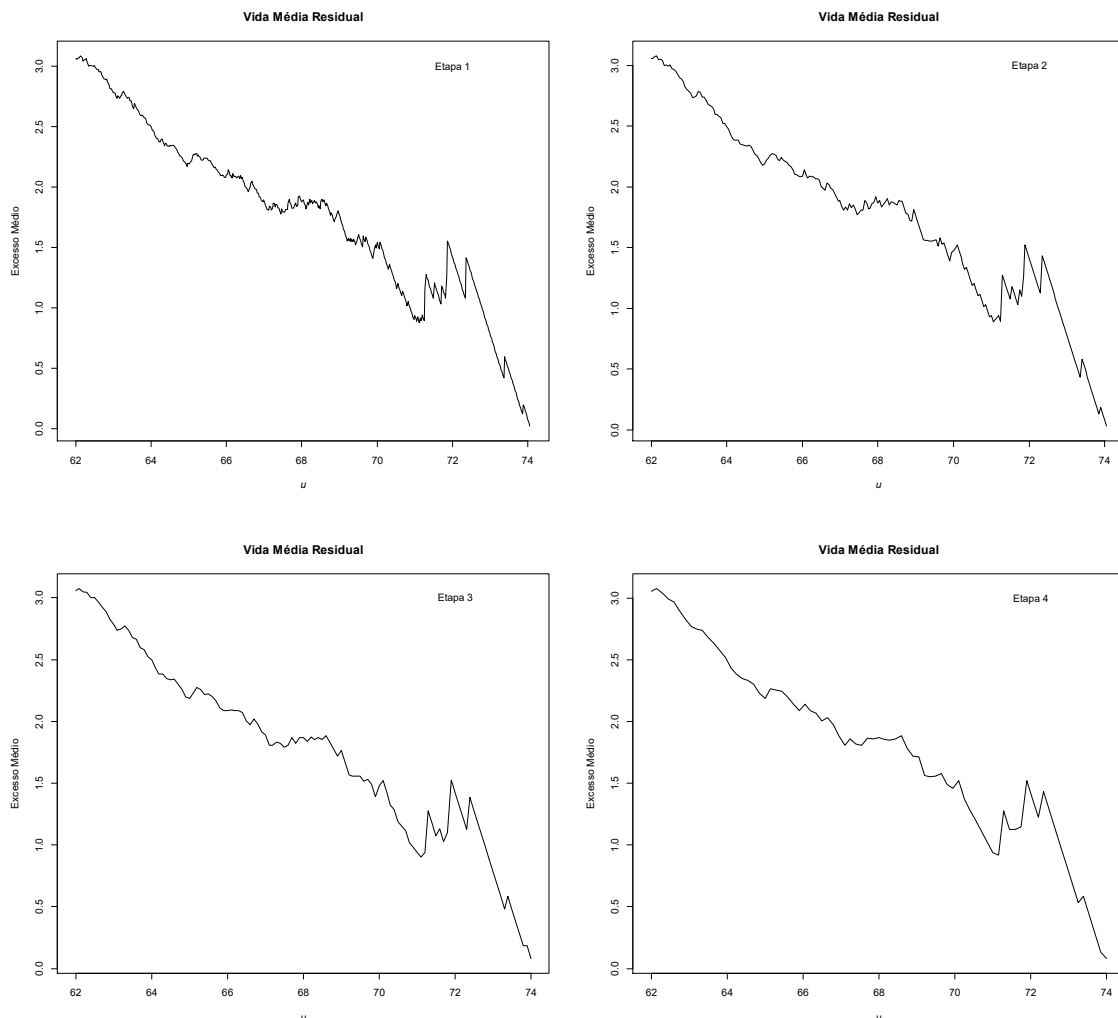 Vida Média Residual
Etapa 1
Excesso Médio
3.0
2.5
2.0
1.5
1.0
0.5
0.0
62 64 66 68 70 72 74
u
Vida Média Residual
Etapa 2
Excesso Médio
3.0
2.5
2.0
1.5
1.0
0.5
0.0
62 64 66 68 70 72 74
u
Vida Média Residual
Etapa 3
Excesso Médio
3.0
2.5
2.0
1.5
1.0
0.5
0.0
62 64 66 68 70 72 74
u
Vida Média Residual
Etapa 4
Excesso Médio
3.0
2.5
2.0
1.5
1.0
0.5
0.0
62 64 66 68 70 72 74
u